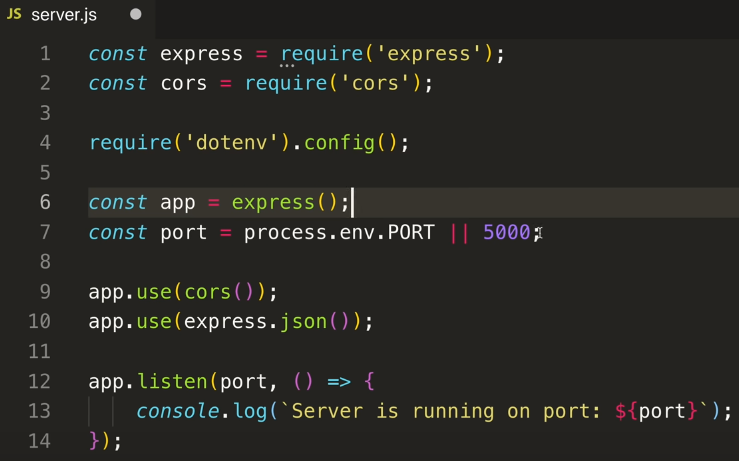 JS server.js
1 const express = require('express');
2 const cors = require('cors');
3
4 require('dotenv').config();
5
6 const app = express();
7 const port = process.env.PORT || 5000;
8
9 app.use(cors());
10 app.use(express.json());
11
12 app.listen(port, () => {
13     console.log(`Server is running on port: ${port}`);
14 });